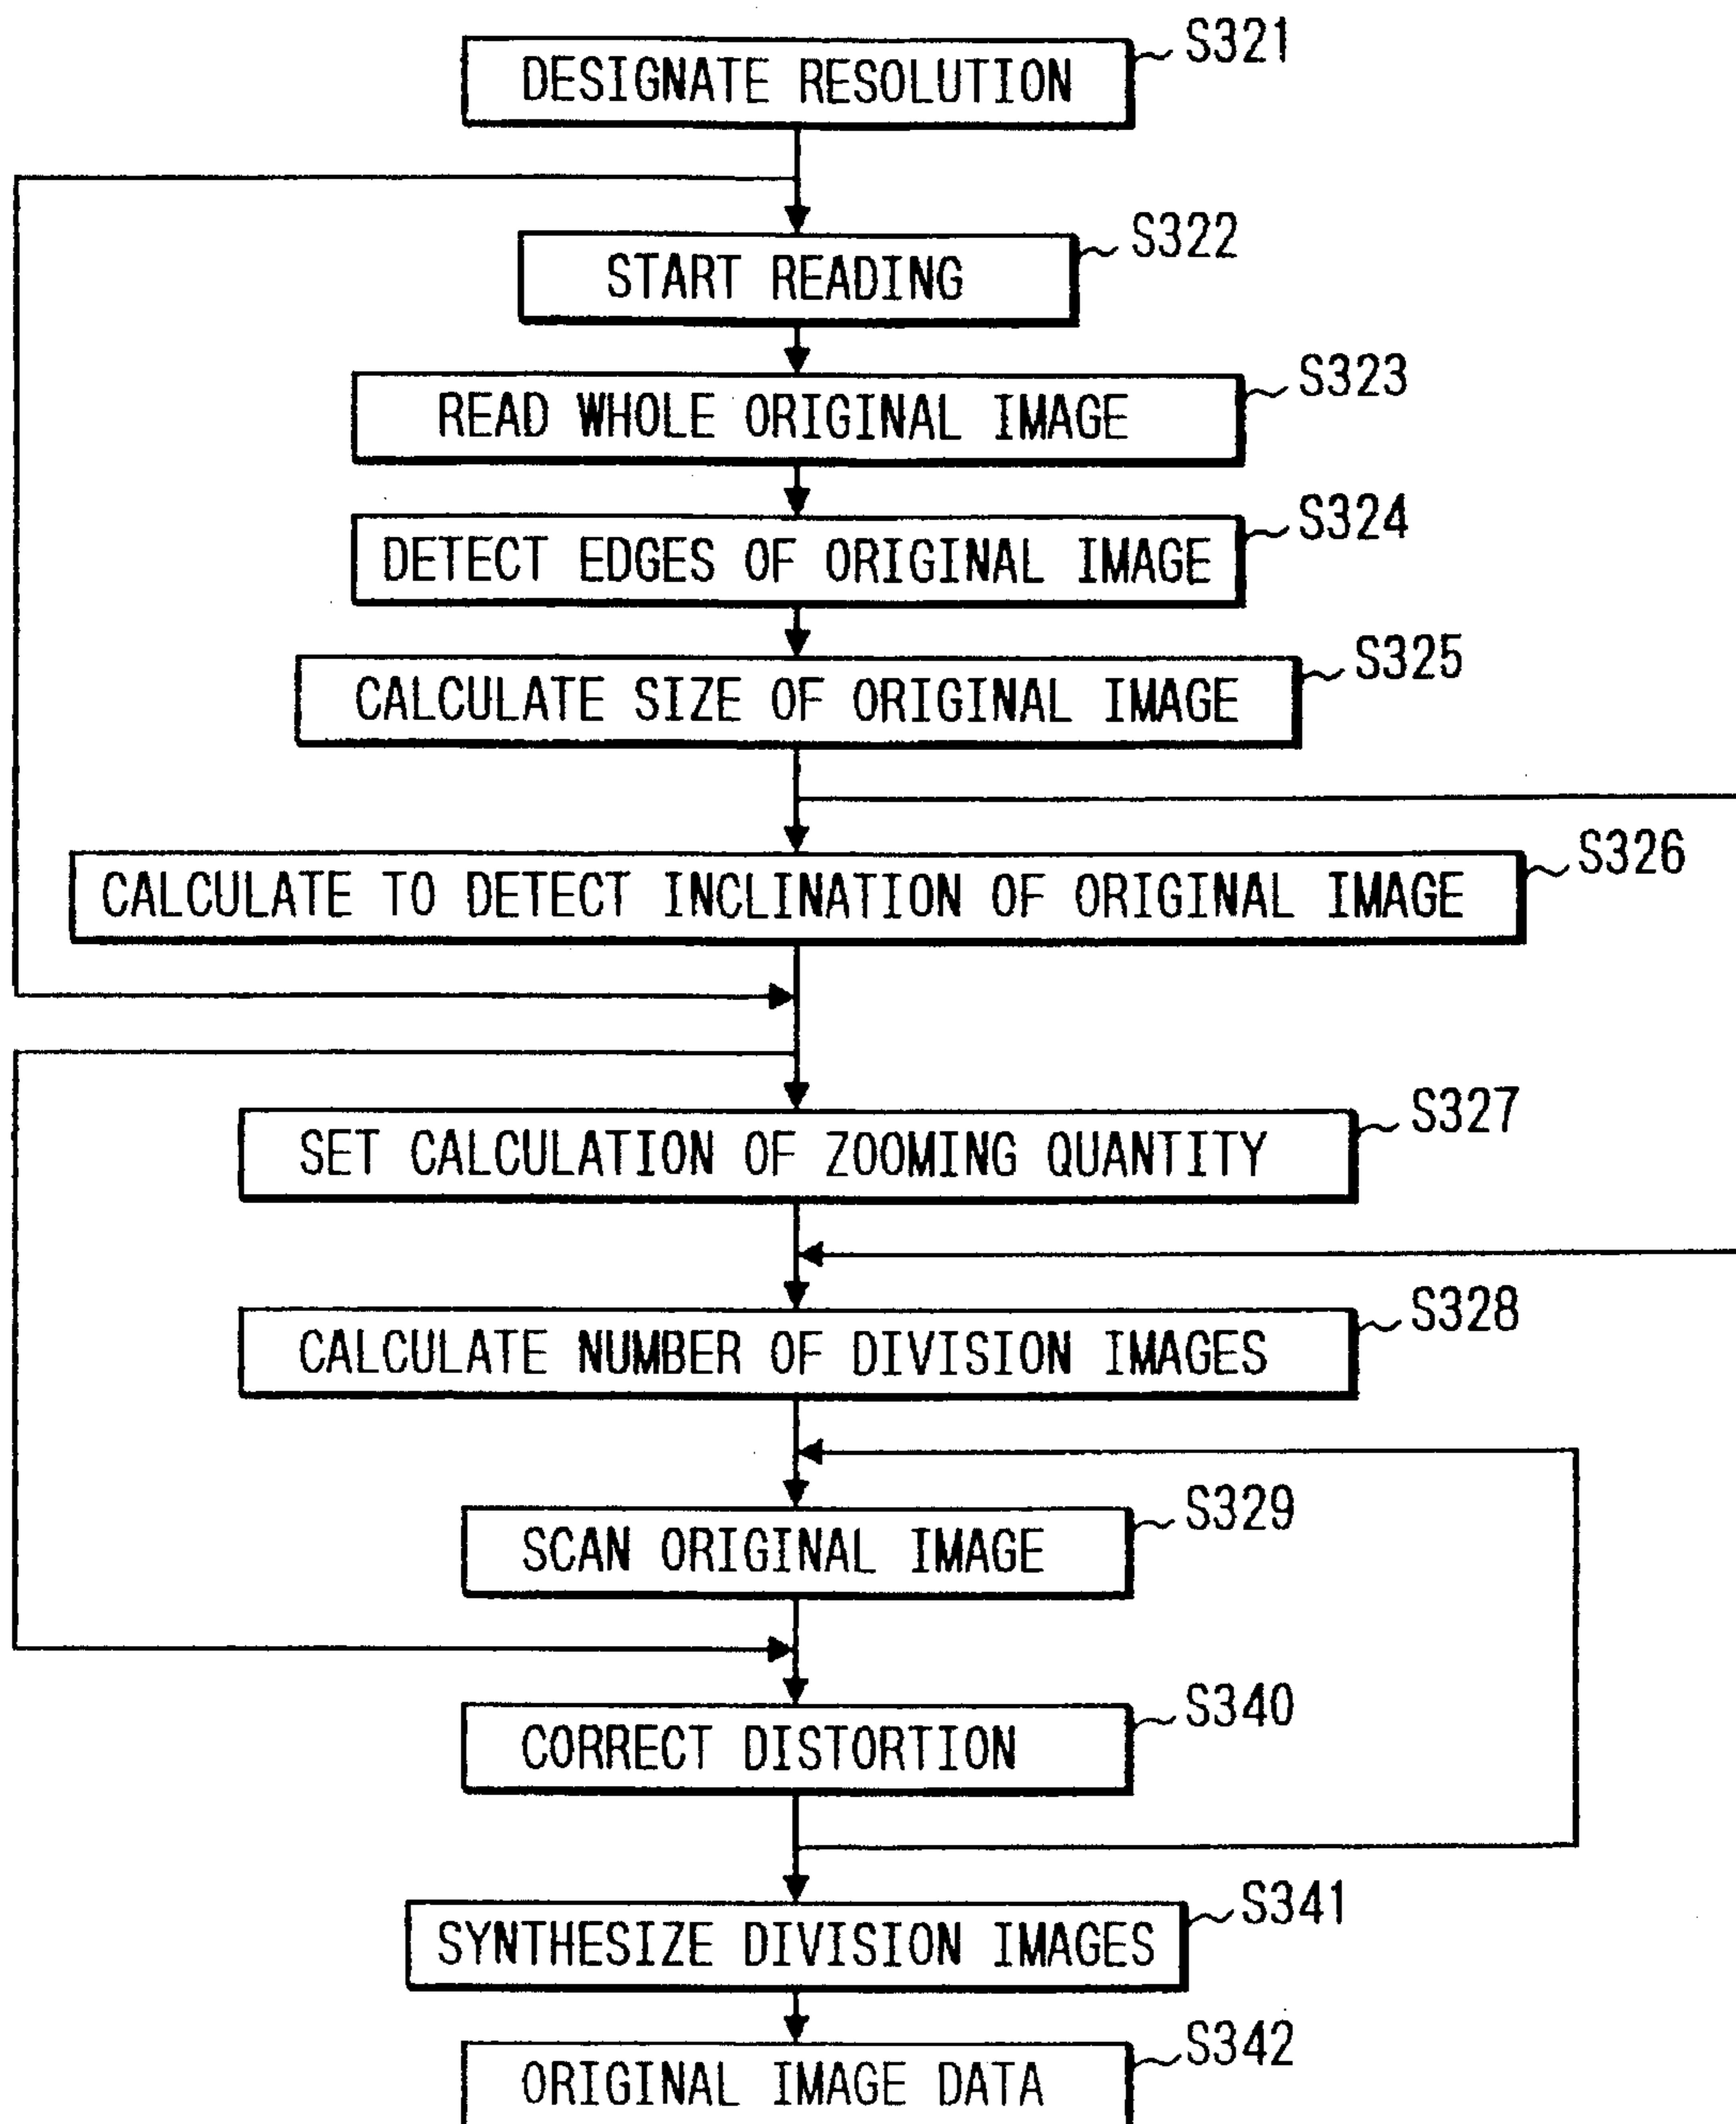 DESIGNATE RESOLUTION
S321
START READING
S322
READ WHOLE ORIGINAL IMAGE
S323
DETECT EDGES OF ORIGINAL IMAGE
S324
CALCULATE SIZE OF ORIGINAL IMAGE
S325
CALCULATE TO DETECT INCLINATION OF ORIGINAL IMAGE
S326
SET CALCULATION OF ZOOMING QUANTITY
S327
CALCULATE NUMBER OF DIVISION IMAGES
S328
SCAN ORIGINAL IMAGE
S329
CORRECT DISTORTION
S340
SYNTHESIZE DIVISION IMAGES
S341
ORIGINAL IMAGE DATA
S342